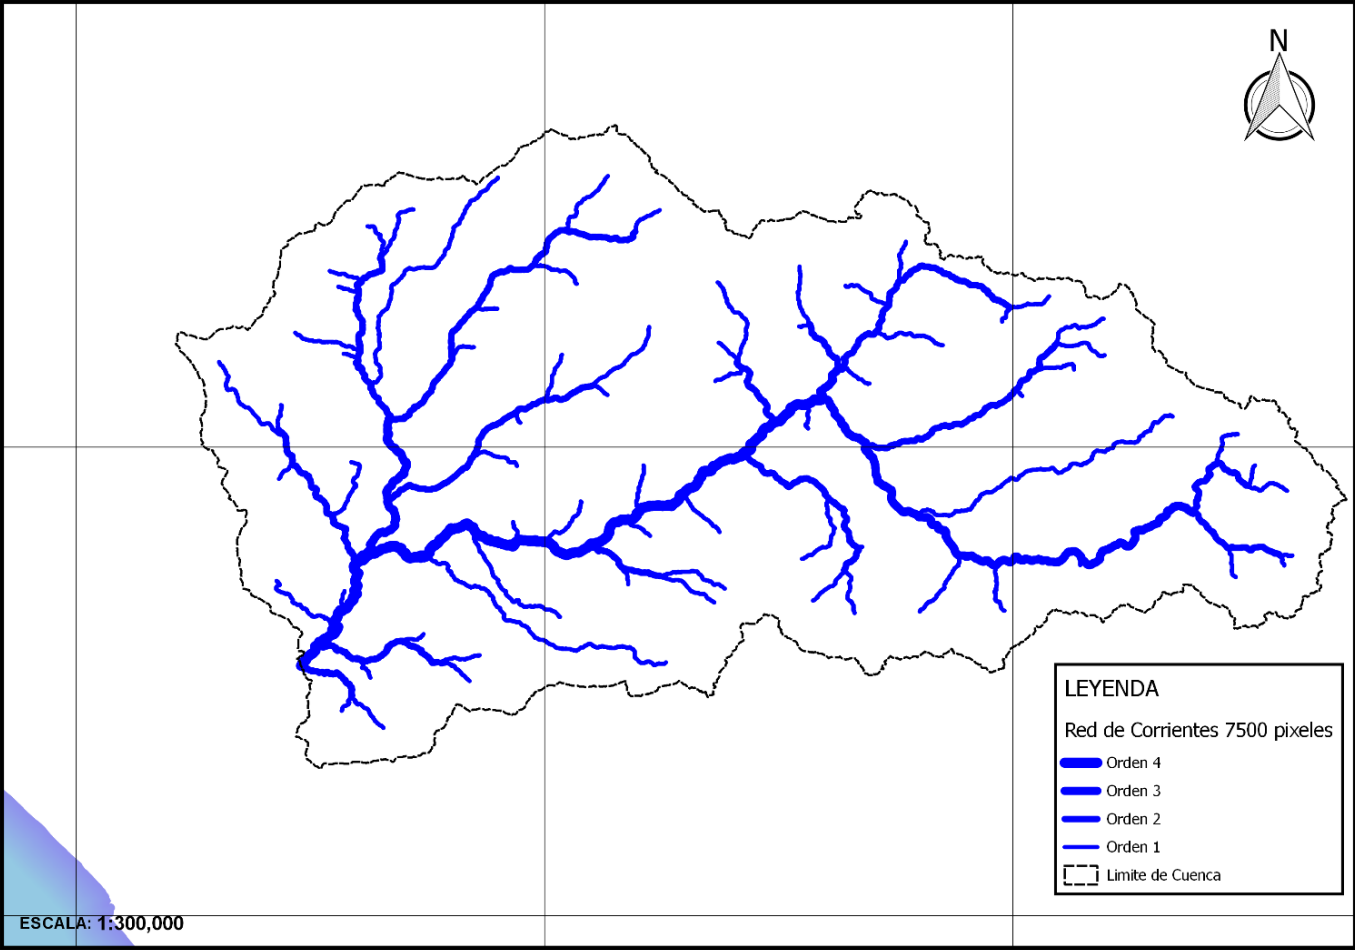 N
LEYENDA
Red de Corrientes 7500 pixeles
Orden 4
Orden 3
Orden 2
Orden 1
Limite de Cuenca
ESCALA: 1:300,000